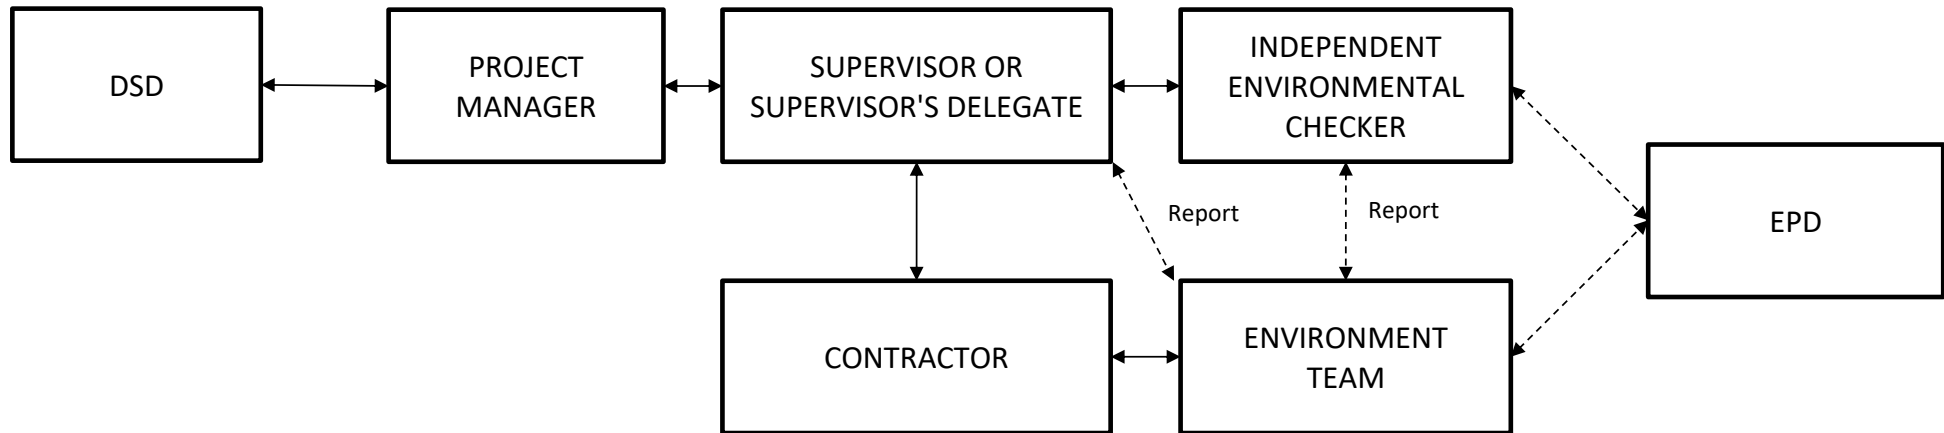 DSD
PROJECT
MANAGER
SUPERVISOR OR
SUPERVISOR'S DELEGATE
INDEPENDENT
ENVIRONMENTAL
CHECKER
Report
Report
EPD
CONTRACTOR
ENVIRONMENT
TEAM